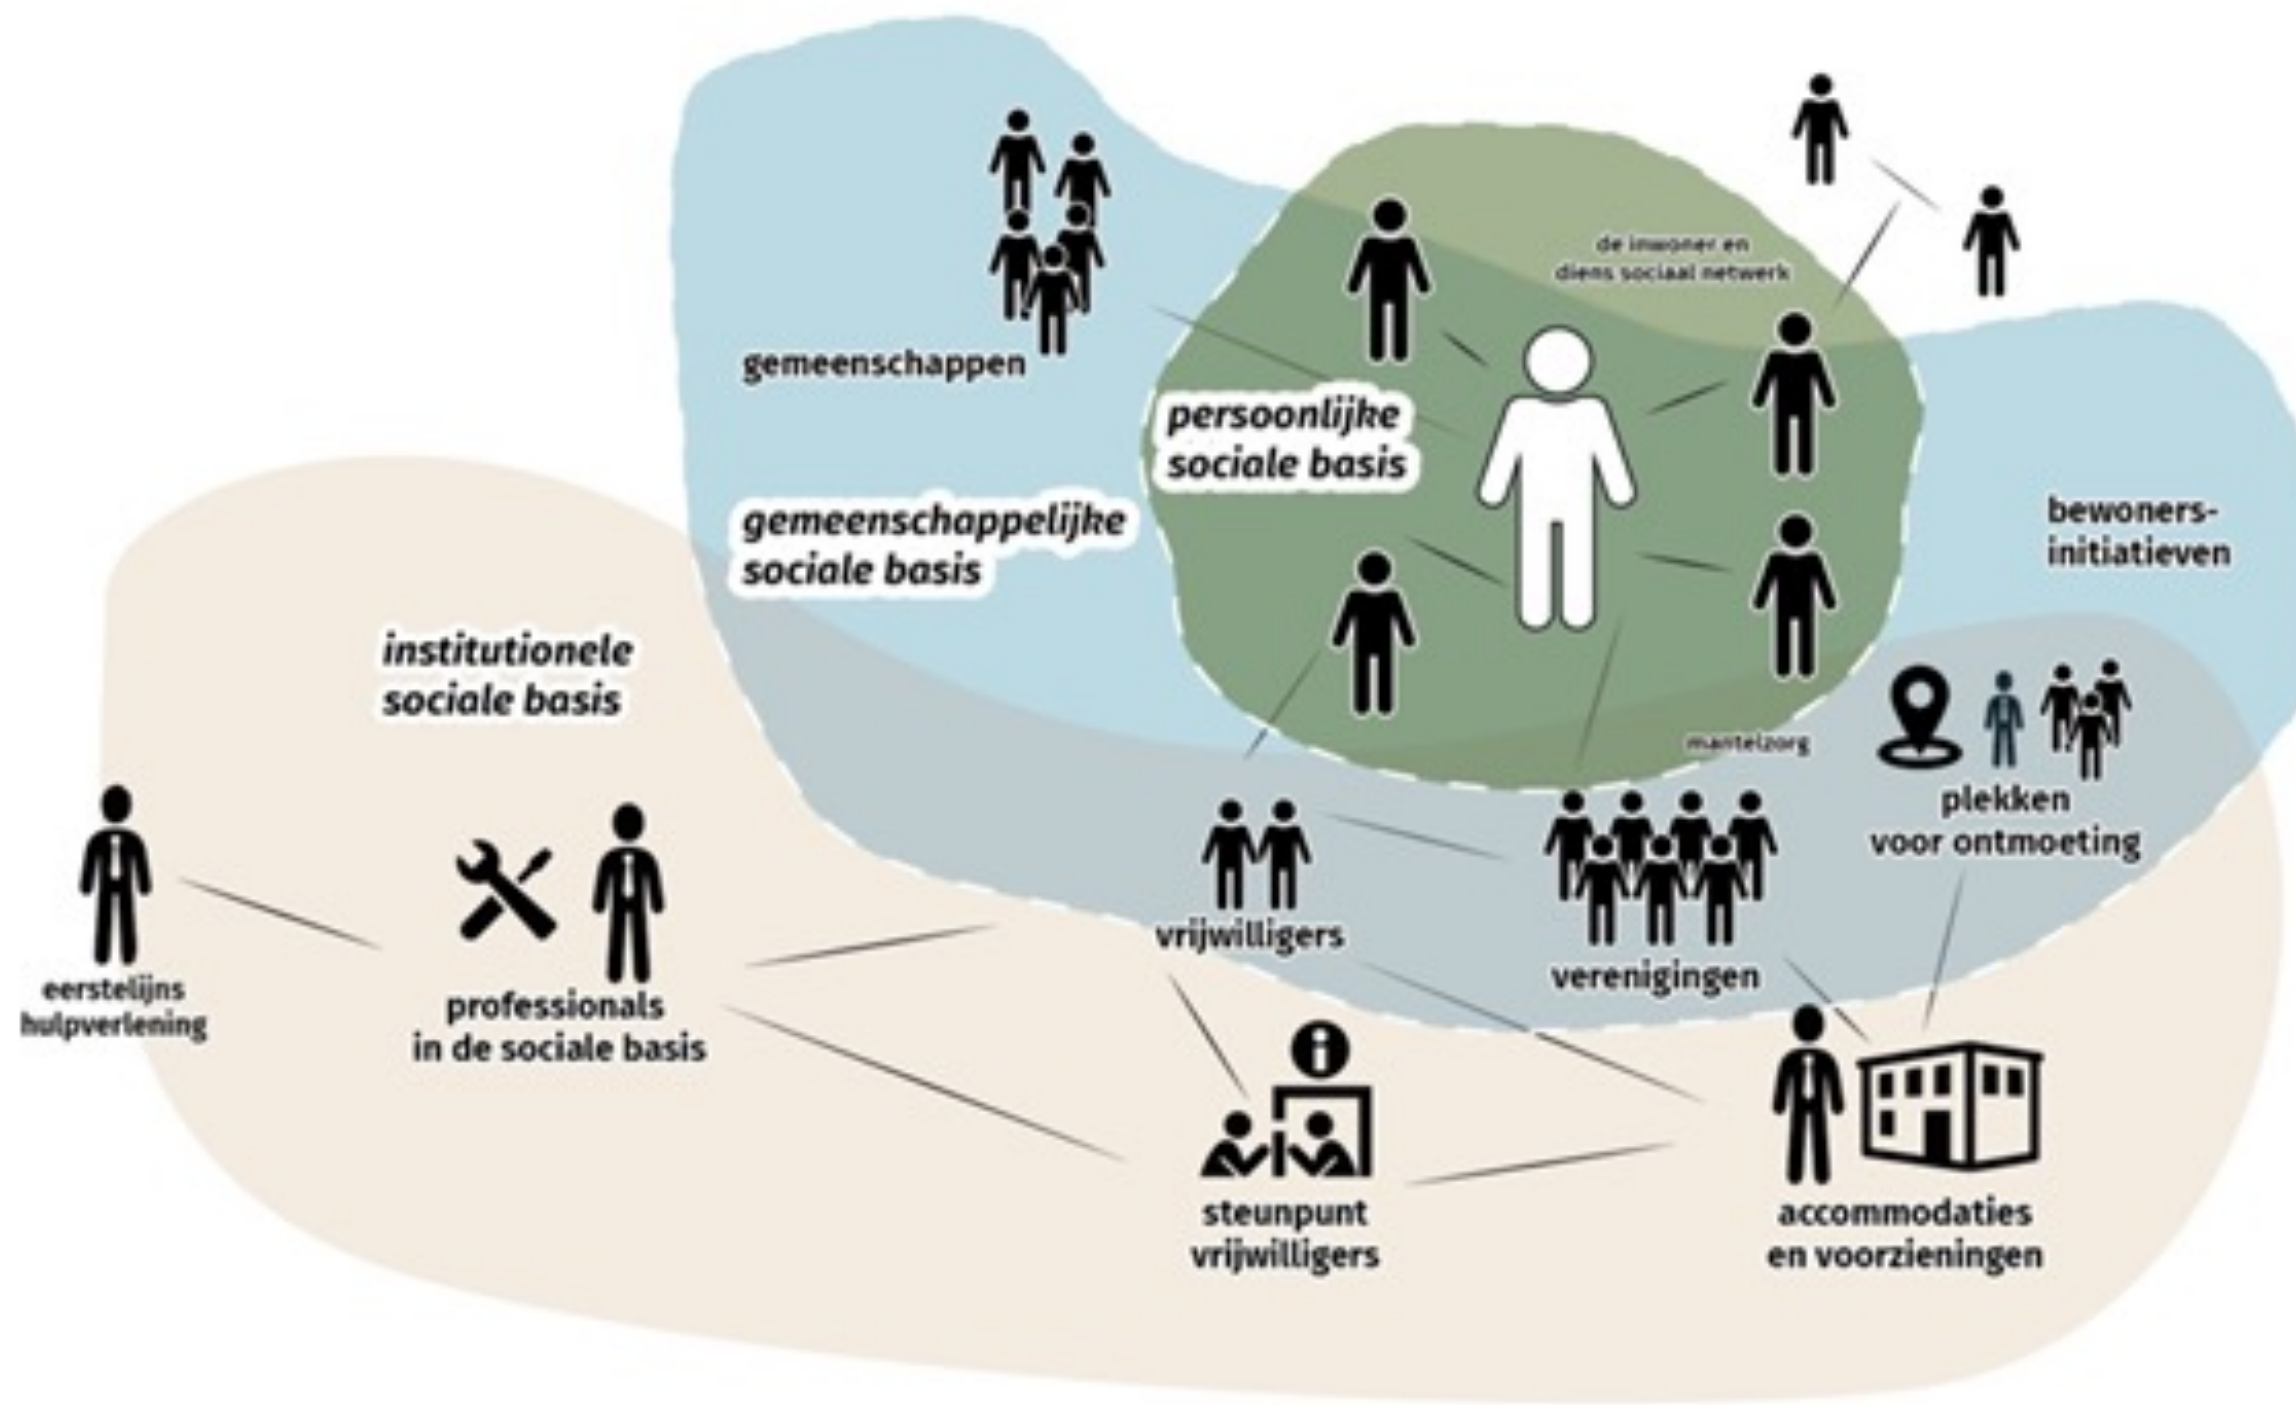 de inwoner en
diens sociaal netwerk
gemeenschappen
persoonlijke
sociale basis
gemeenschappelijke
sociale basis
bewoners-
initiatieven
institutionele
sociale basis
mantelzorg
plekken
voor ontmoeting
vrijwilligers
verenigingen
eerstelijns
hulpverlening
professionals
in de sociale basis
steunpunt
vrijwilligers
accommodaties
en voorzieningen